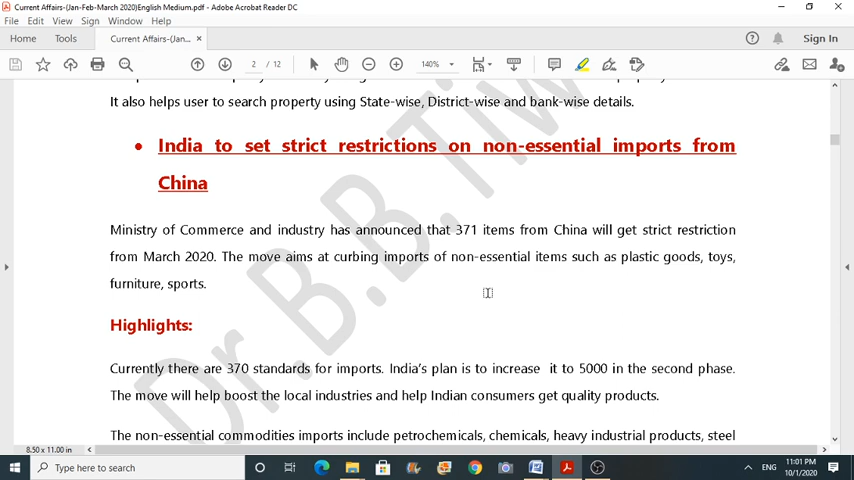 Current Affairs-(Jan-Feb-March 2020)English Medium.pdf - Adobe Acrobat Reader DC
File Edit View Sign Window Help
Home Tools Current Affairs-(Jan-... × Sign In
2 / 12 140%
It also helps user to search property using State-wise, District-wise and bank-wise details.
• India to set strict restrictions on non-essential imports from
China
Ministry of Commerce and industry has announced that 371 items from China will get strict restriction
from March 2020. The move aims at curbing imports of non-essential items such as plastic goods, toys,
furniture, sports.
Highlights:
Currently there are 370 standards for imports. India's plan is to increase it to 5000 in the second phase.
The move will help boost the local industries and help Indian consumers get quality products.
The non-essential commodities imports include petrochemicals, chemicals, heavy industrial products, steel
Dr B.B.Tiw
8.50 x 11.00 in
Type here to search
ENG 11:01 PM
10/1/2020